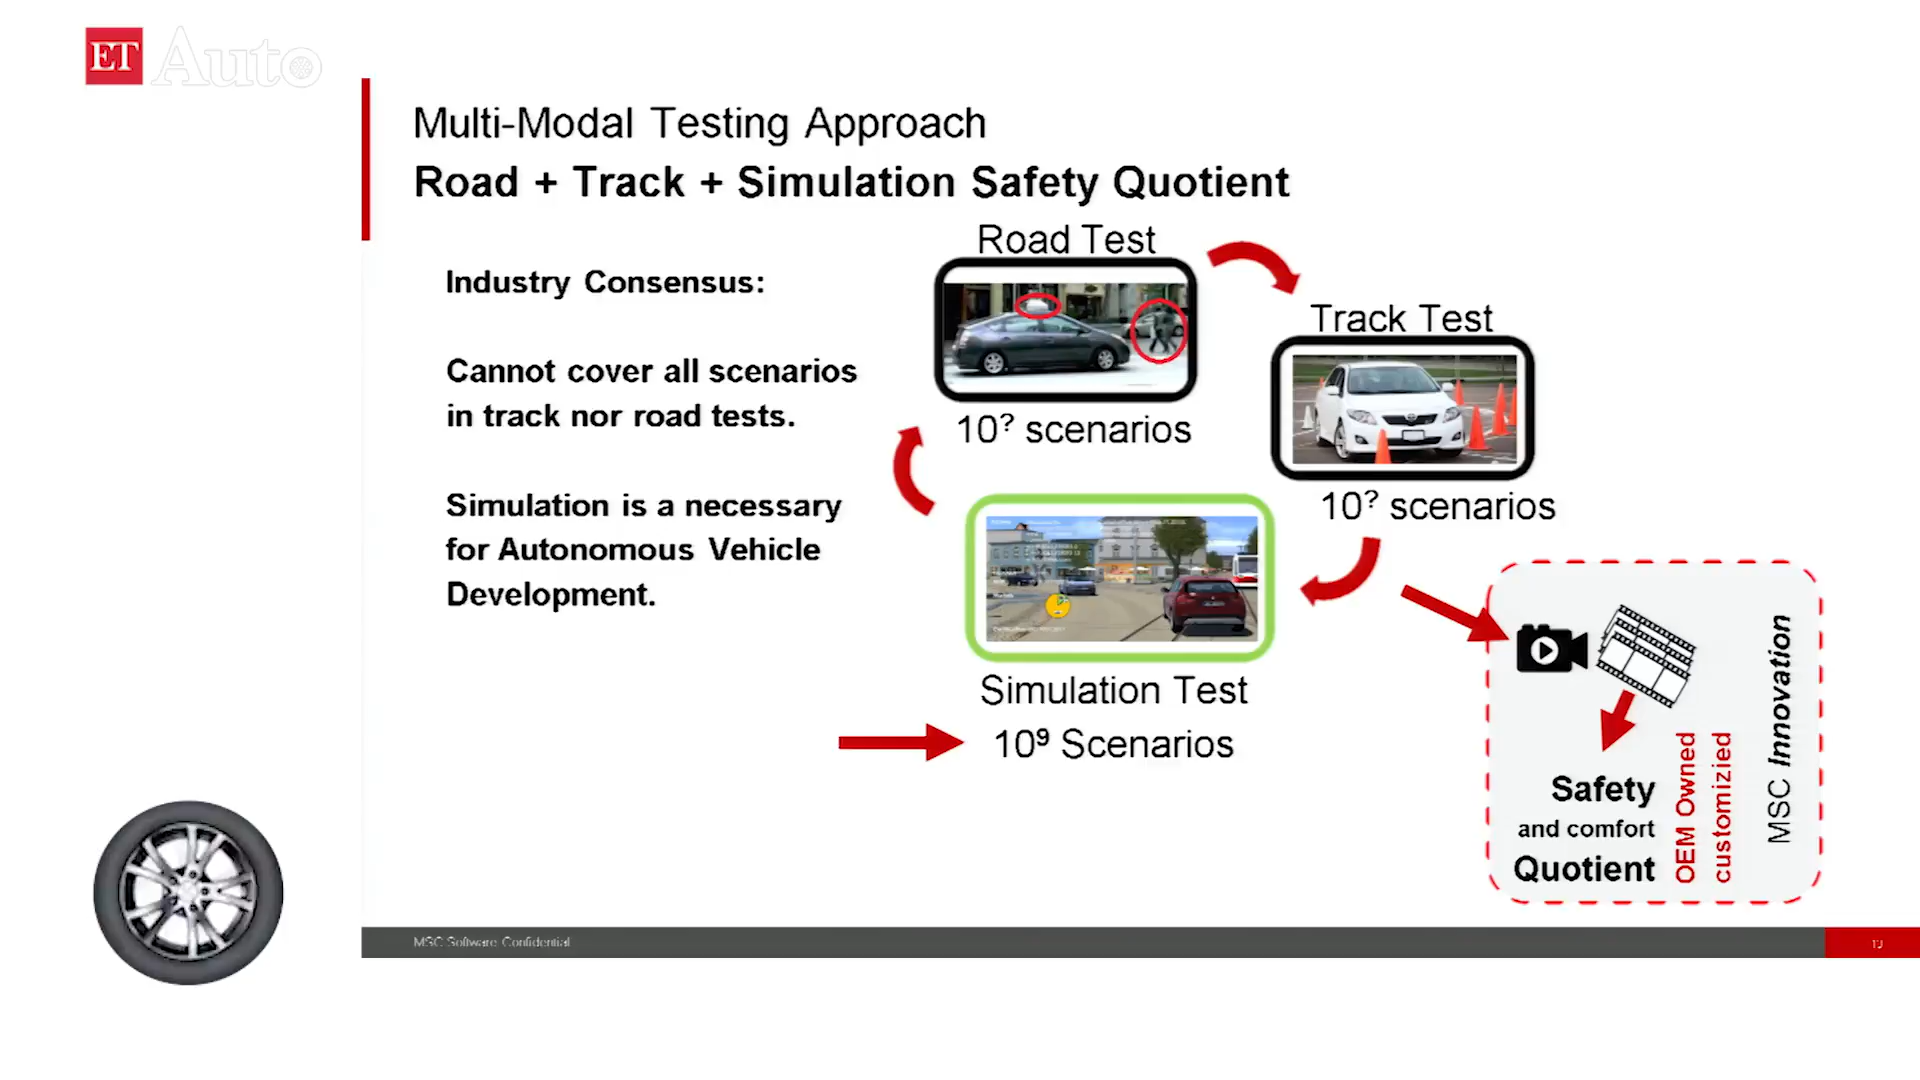 ET Auto
Multi-Modal Testing Approach
Road + Track + Simulation Safety Quotient
Industry Consensus:
Cannot cover all scenarios
in track nor road tests.
Simulation is a necessary
for Autonomous Vehicle
Development.
Road Test
10? scenarios
Track Test
10? scenarios
Simulation Test
10⁹ Scenarios
Safety
and comfort
Quotient
OEM Owned
customizied
MSC Innovation
MSC Software Confidential